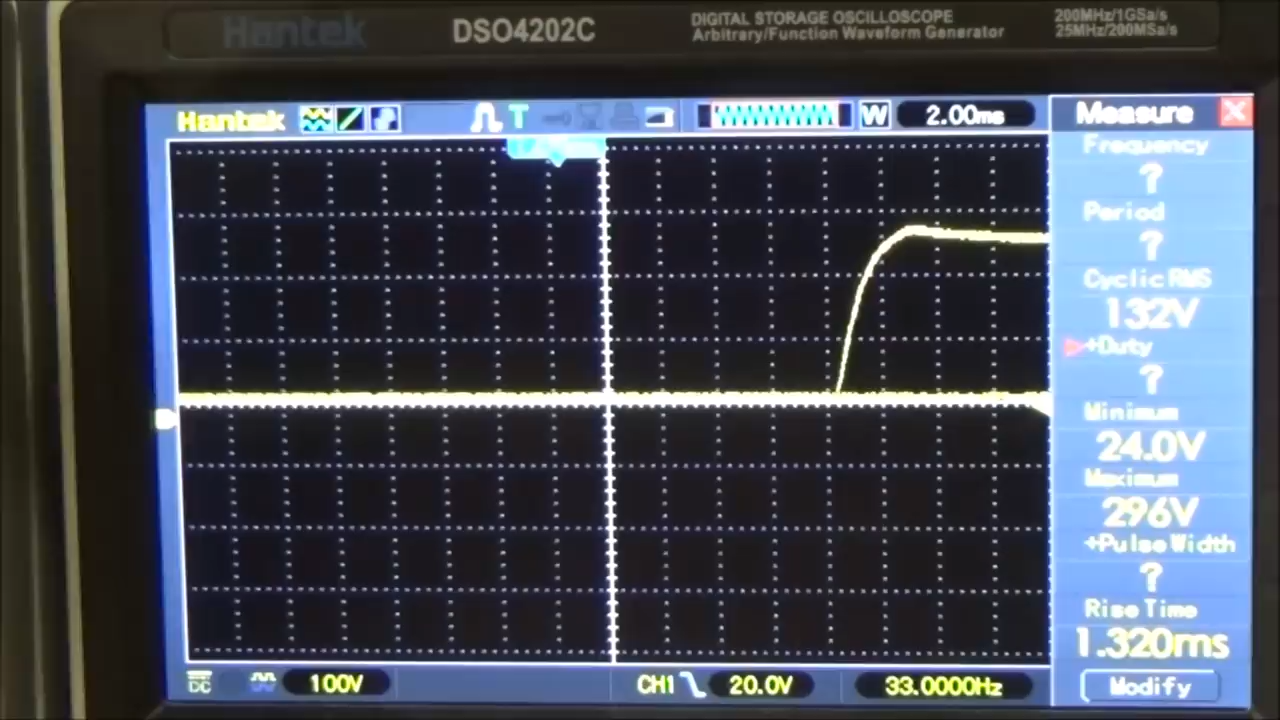 Hantek DSO4202C DIGITAL STORAGE OSCILLOSCOPE 200MHz/1GSa/s
Arbitrary/Function Waveform Generator 25MHz/200MSa/s
Hantek T W 2.00ms Measure
Frequency
?
Period
?
Cyclic RMS
132V
+Duty
?
Minimum
24.0V
Maximum
296V
+PulseWidth
?
Rise Time
1.320ms
DC 100V CH1 20.0V 33.0000Hz Modify